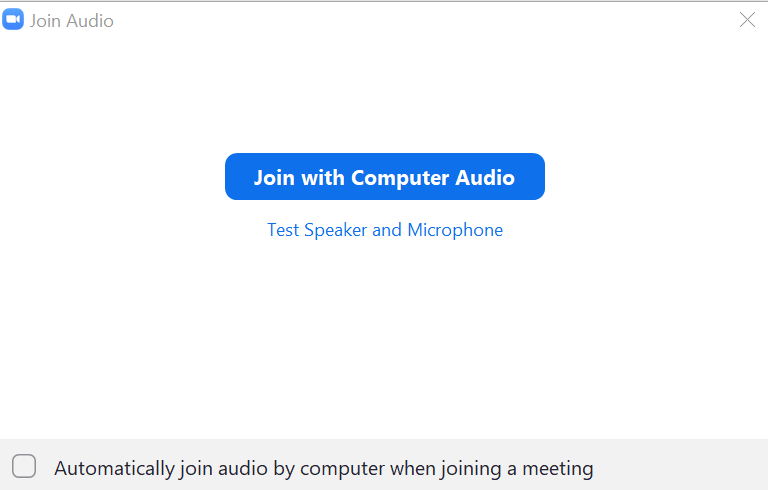 Join Audio
Join with Computer Audio
Test Speaker and Microphone
Automatically join audio by computer when joining a meeting